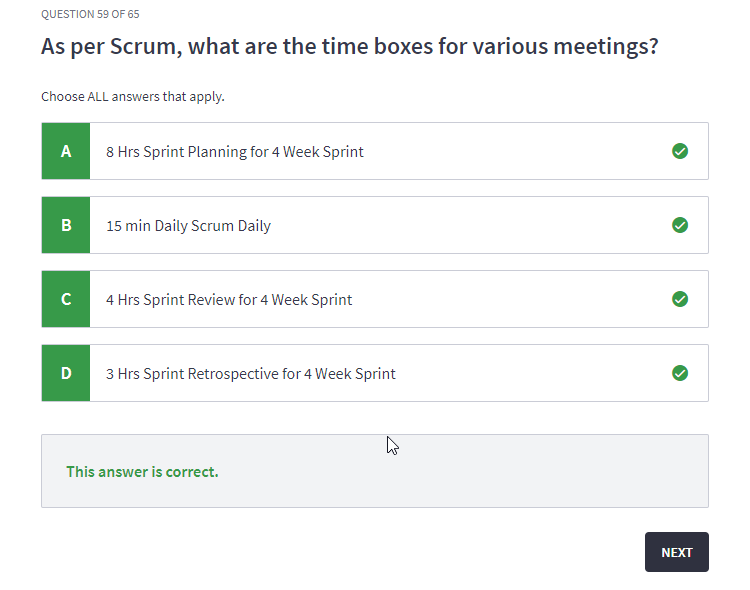 QUESTION 59 OF 65
As per Scrum, what are the time boxes for various meetings?
Choose ALL answers that apply.
A
8 Hrs Sprint Planning for 4 Week Sprint
B
15 min Daily Scrum Daily
C
4 Hrs Sprint Review for 4 Week Sprint
D
3 Hrs Sprint Retrospective for 4 Week Sprint
This answer is correct.
NEXT